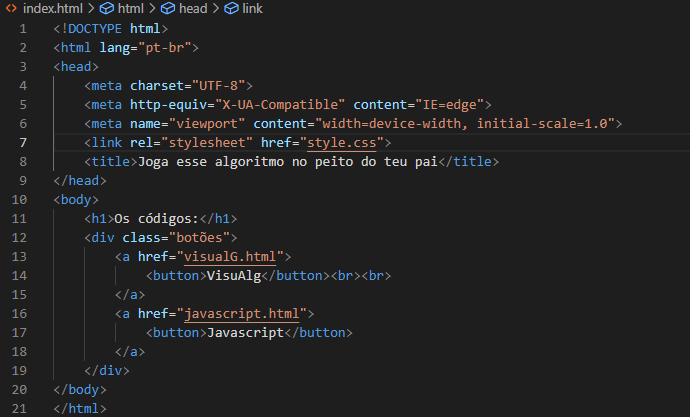 index.html > html > head > link
1 <!DOCTYPE html>
2 <html lang="pt-br">
3 <head>
4 <meta charset="UTF-8">
5 <meta http-equiv="X-UA-Compatible" content="IE=edge">
6 <meta name="viewport" content="width=device-width, initial-scale=1.0">
7 <link rel="stylesheet" href="style.css">
8 <title>Joga esse algoritmo no peito do teu pai</title>
9 </head>
10 <body>
11 <h1>Os códigos:</h1>
12 <div class="botões">
13 <a href="visualG.html">
14 <button>VisuAlg</button><br><br>
15 </a>
16 <a href="javascript.html">
17 <button>Javascript</button>
18 </a>
19 </div>
20 </body>
21 </html>